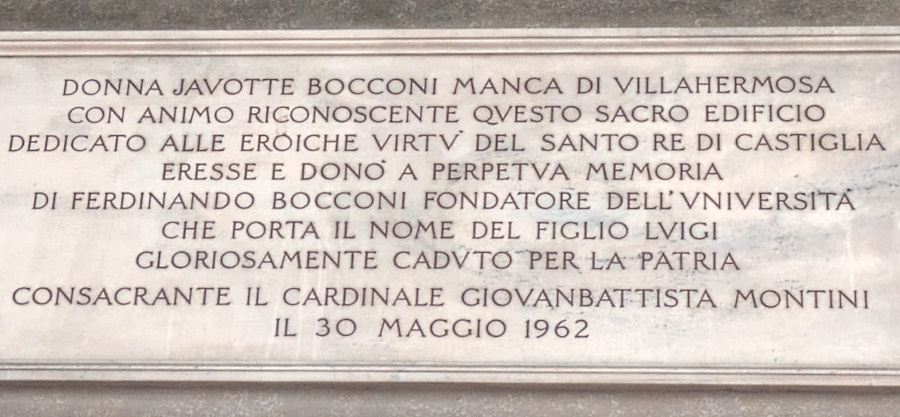 DONNA JAVOTTE BOCCONI MANCA DI VILLAHERMOSA
CON ANIMO RICONOSCENTE QVESTO SACRO EDIFICIO
DEDICATO ALLE EROICHE VIRTV' DEL SANTO RE DI CASTIGLIA
ERESSE E DONÒ A PERPETVA MEMORIA
DI FERDINANDO BOCCONI FONDATORE DELL'VNIVERSITÀ
CHE PORTA IL NOME DEL FIGLIO LVIGI
GLORIOSAMENTE CADVTO PER LA PATRIA
CONSACRANTE IL CARDINALE GIOVANBATTISTA MONTINI
IL 30 MAGGIO 1962